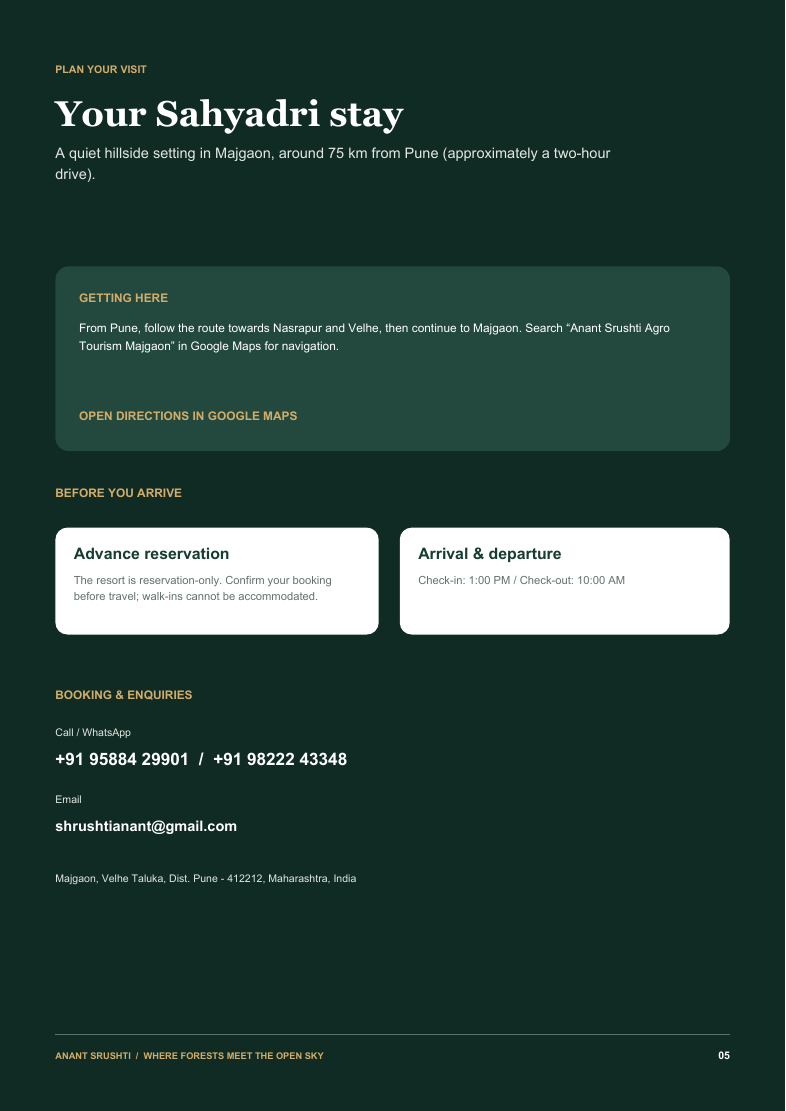 PLAN YOUR VISIT
Your Sahyadri stay
A quiet hillside setting in Majgaon, around 75 km from Pune (approximately a two-hour
drive).
GETTING HERE
From Pune, follow the route towards Nasrapur and Velhe, then continue to Majgaon. Search “Anant Srushti Agro
Tourism Majgaon” in Google Maps for navigation.
OPEN DIRECTIONS IN GOOGLE MAPS
BEFORE YOU ARRIVE
Advance reservation
The resort is reservation-only. Confirm your booking
before travel; walk-ins cannot be accommodated.
Arrival & departure
Check-in: 1:00 PM / Check-out: 10:00 AM
BOOKING & ENQUIRIES
Call / WhatsApp
+91 95884 29901 / +91 98222 43348
Email
shrushtianant@gmail.com
Majgaon, Velhe Taluka, Dist. Pune - 412212, Maharashtra, India
ANANT SRUSHTI / WHERE FORESTS MEET THE OPEN SKY
05